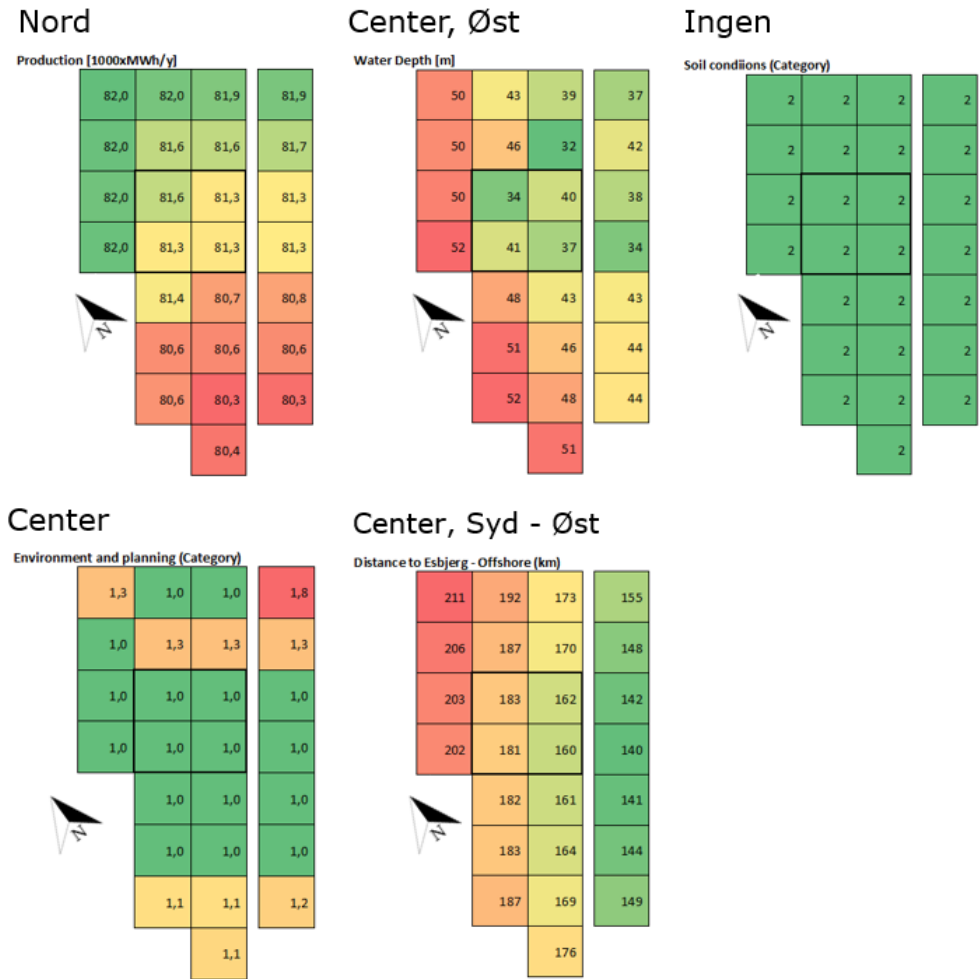 Nord
Production [1000xMWh/y]
82,0 82,0 81,9 81,9
82,0 81,6 81,6 81,7
82,0 81,6 81,3 81,3
82,0 81,3 81,3 81,3
81,4 80,7 80,8
80,6 80,6 80,6
80,6 80,3 80,3
80,4
N
Center, Øst
Water Depth [m]
50 43 39 37
50 46 32 42
50 34 40 38
52 41 37 34
48 43 43
51 46 44
52 48 44
51
N
Ingen
Soil condiions (Category)
2 2 2 2
2 2 2 2
2 2 2 2
2 2 2 2
2 2 2
2 2 2
2 2 2
2
N
Center
Environment and planning (Category)
1,3 1,0 1,0 1,8
1,0 1,3 1,3 1,3
1,0 1,0 1,0 1,0
1,0 1,0 1,0 1,0
1,0 1,0 1,0
1,0 1,0 1,0
1,1 1,1 1,2
1,1
N
Center, Syd - Øst
Distance to Esbjerg - Offshore (km)
211 192 173 155
206 187 170 148
203 183 162 142
202 181 160 140
182 161 141
183 164 144
187 169 149
176
N